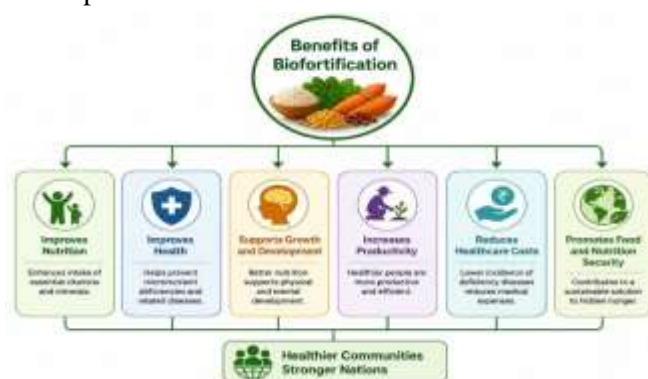 Benefits of
Biofortification
Improves
Nutrition
Enhances intake of
essential vitamins
and minerals.
Improves
Health
Helps prevent
micronutrient
deficiencies and
related diseases.
Supports Growth
and Development
Better nutrition
supports physical
and mental
development.
Increases
Productivity
Healthier people are
more productive
and efficient.
Reduces
Healthcare Costs
Lower incidence of
deficiency diseases
reduces medical
expenses.
Promotes Food
and Nutrition
Security
Contributes to a
sustainable solution
to hidden hunger.
Healthier Communities
Stronger Nations